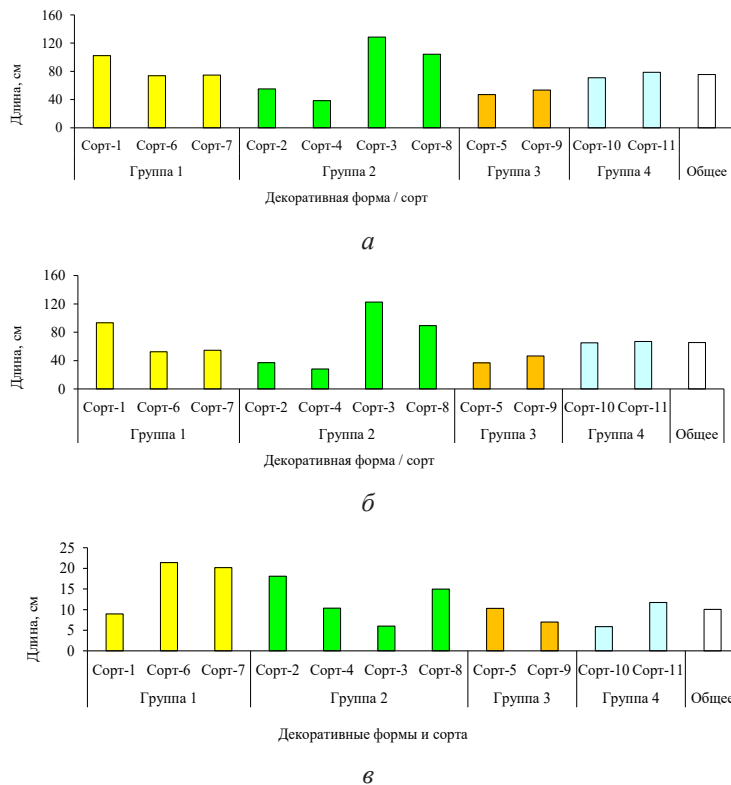 160
120
80
40
0
Длина, см
Сорт-1 Сорт-6 Сорт-7 Сорт-2 Сорт-4 Сорт-3 Сорт-8 Сорт-5 Сорт-9 Сорт-10 Сорт-11
Группа 1 Группа 2 Группа 3 Группа 4 Общее
Декоративная форма / сорт
а
160
120
80
40
0
Длина, см
Сорт-1 Сорт-6 Сорт-7 Сорт-2 Сорт-4 Сорт-3 Сорт-8 Сорт-5 Сорт-9 Сорт-10 Сорт-11
Группа 1 Группа 2 Группа 3 Группа 4 Общее
Декоративная форма / сорт
б
25
20
15
10
5
0
Длина, см
Сорт-1 Сорт-6 Сорт-7 Сорт-2 Сорт-4 Сорт-3 Сорт-8 Сорт-5 Сорт-9 Сорт-10 Сорт-11
Группа 1 Группа 2 Группа 3 Группа 4 Общее
Декоративные формы и сорта
в